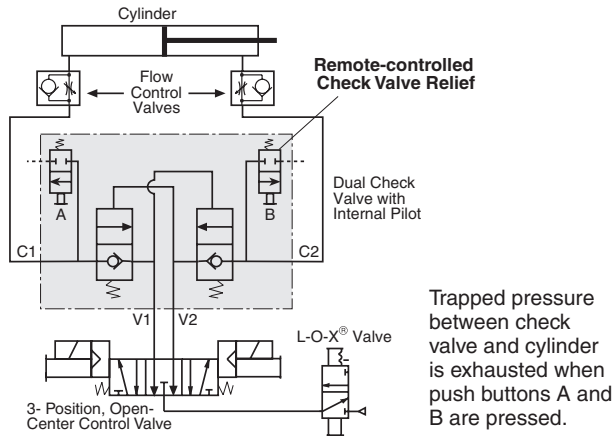 Cylinder
Flow
Control
Valves
Remote-controlled
Check Valve Relief
A
B
Dual Check
Valve with
Internal Pilot
C1
C2
V1
V2
L-O-X® Valve
3- Position, Open-
Center Control Valve
Trapped pressure
between check
valve and cylinder
is exhausted when
push buttons A and
B are pressed.